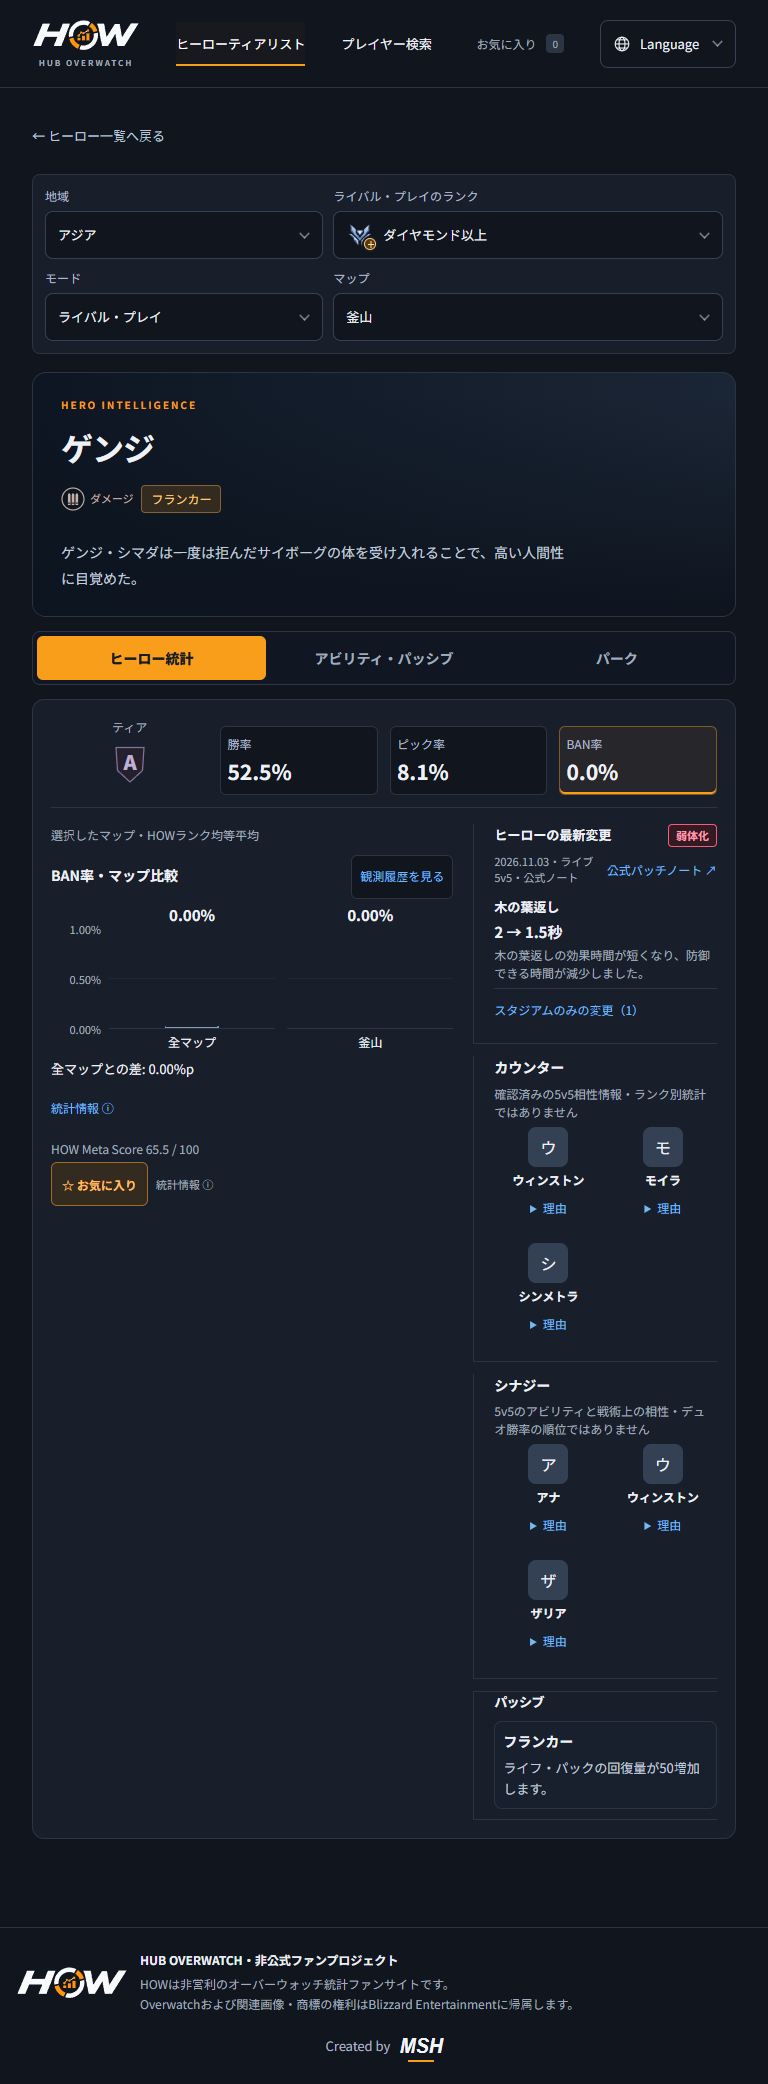 HOW
HUB OVERWATCH
ヒーローティアリスト
プレイヤー検索
お気に入り 0
Language
← ヒーロー一覧へ戻る
地域
アジア
ライバル・プレイのランク
ダイヤモンド以上
モード
ライバル・プレイ
マップ
釜山
HERO INTELLIGENCE
ゲンジ
ダメージ フランカー
ゲンジ・シマダは一度は拒んだサイボーグの体を受け入れることで、高い人間性
に目覚めた。
ヒーロー統計
アビリティ・パッシブ
パーク
ティア
A
勝率
52.5%
ピック率
8.1%
BAN率
0.0%
選択したマップ・HOWランク均等平均
BAN率・マップ比較
観測履歴を見る
0.00% 0.00%
1.00%
0.50%
0.00%
全マップ 釜山
全マップとの差: 0.00%p
統計情報 ⓘ
HOW Meta Score 65.5 / 100
☆ お気に入り 統計情報 ⓘ
ヒーローの最新変更 弱体化
2026.11.03・ライブ
5v5・公式ノート
公式パッチノート ↗
木の葉返し
2 → 1.5秒
木の葉返しの効果時間が短くなり、防御
できる時間が減少しました。
スタジアムのみの変更（1）
カウンター
確認済みの5v5相性情報・ランク別統計
ではありません
ウ モ
ウィンストン モイラ
▶ 理由 ▶ 理由
シ
シンメトラ
▶ 理由
シナジー
5v5のアビリティと戦術上の相性・デュ
オ勝率の順位ではありません
ア ウ
アナ ウィンストン
▶ 理由 ▶ 理由
ザ
ザリア
▶ 理由
パッシブ
フランカー
ライフ・パックの回復量が50増加
します。
HOW
HUB OVERWATCH・非公式ファンプロジェクト
HOWは非営利のオーバーウォッチ統計ファンサイトです。
Overwatchおよび関連画像・商標の権利はBlizzard Entertainmentに帰属します。
Created by MSH